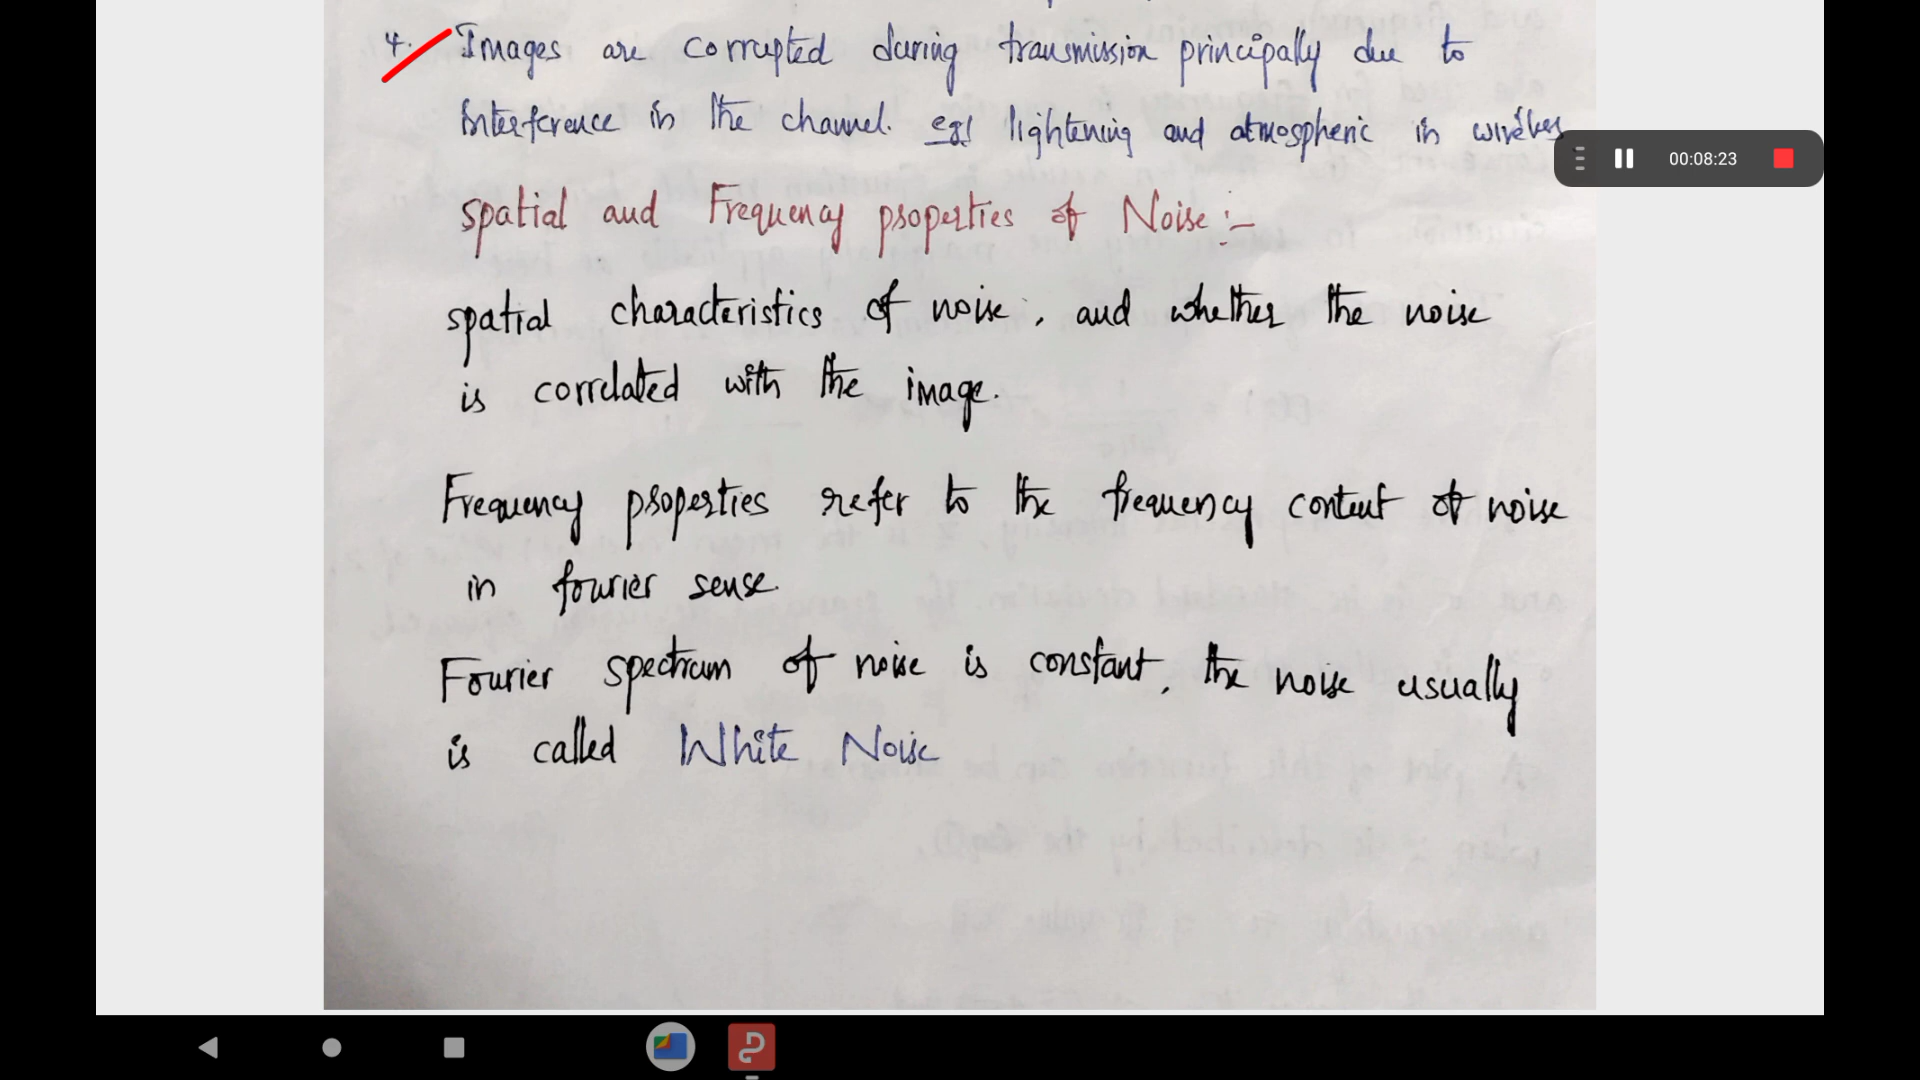 4. Images are corrupted during transmission principally due to
interference in the channel. eg! lightening and atmospheric in wireless
00:08:23
spatial and Frequency properties of Noise :-
spatial characteristics of noise, and whether the noise
is correlated with the image.
Frequency properties refer to the frequency content of noise
in fourier sense.
Fourier spectrum of noise is constant, the noise usually
is called White Noise